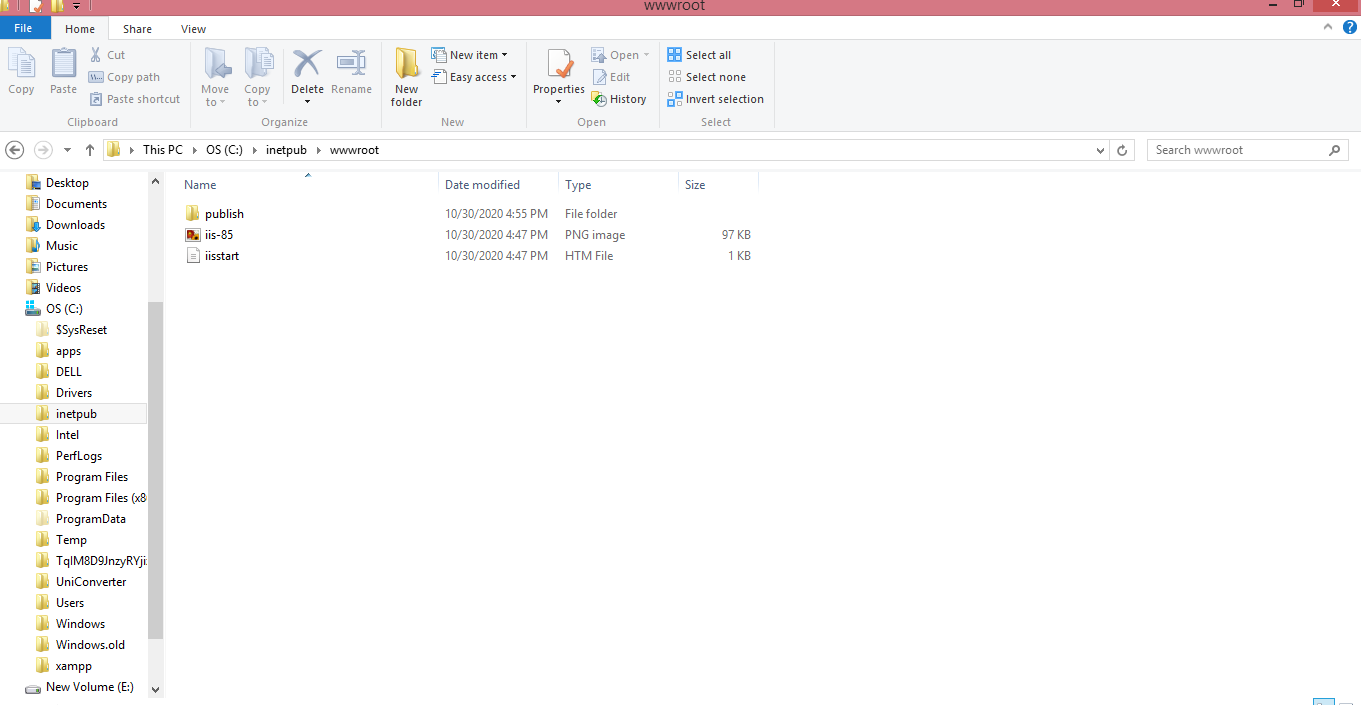 wwwroot
File Home Share View
Copy Paste Cut Copy path Paste shortcut Move to Copy to Delete Rename New folder New item Easy access Properties Open Edit History Select all Select none Invert selection
Clipboard Organize New Open Select
This PC OS (C:) inetpub wwwroot Search wwwroot
Name Date modified Type Size
publish 10/30/2020 4:55 PM File folder
iis-85 10/30/2020 4:47 PM PNG image 97 KB
iisstart 10/30/2020 4:47 PM HTM File 1 KB
Desktop
Documents
Downloads
Music
Pictures
Videos
OS (C:)
$SysReset
apps
DELL
Drivers
inetpub
Intel
PerfLogs
Program Files
Program Files (x8
ProgramData
Temp
UniConverter
Users
Windows
Windows.old
xampp
New Volume (E:)